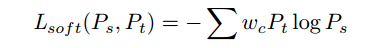 $L_{soft}(P_s, P_t) = -\sum w_c P_t \log P_s$